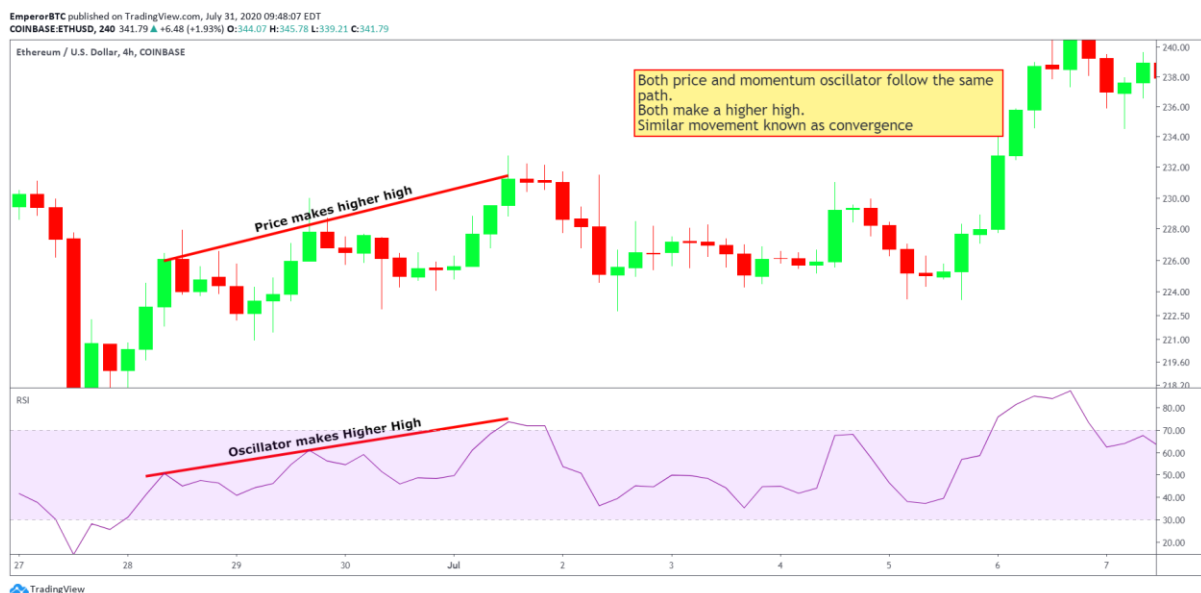 EmperorBTC published on TradingView.com, July 31, 2020 09:48:07 EDT
COINBASE:ETHUSD, 240 341.79 ▲ +6.48 (+1.93%) O:344.07 H:345.78 L:339.21 C:341.79
Ethereum / U.S. Dollar, 4h, COINBASE
Both price and momentum oscillator follow the same
path.
Both make a higher high.
Similar movement known as convergence
Price makes higher high
240.00
238.00
236.00
234.00
232.00
230.00
228.00
226.00
224.00
222.50
221.00
219.60
218.20
RSI
Oscillator makes Higher High
80.00
70.00
60.00
50.00
40.00
30.00
20.00
27 28 29 30 Jul 2 3 4 5 6 7
TradingView